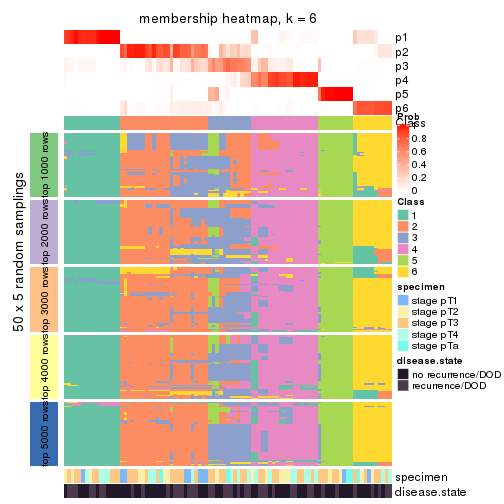 membership heatmap, k = 6
p1
p2
p3
p4
p5
p6
Class
Prob
1
0.8
0.6
0.4
0.2
0
Class
1
2
3
4
5
6
specimen
stage pT1
stage pT2
stage pT3
stage pT4
stage pTa
disease.state
no recurrence/DOD
recurrence/DOD
50 x 5 random samplings
top 1000 rows
top 2000 rows
top 3000 rows
top 4000 rows
top 5000 rows
specimen
disease.state